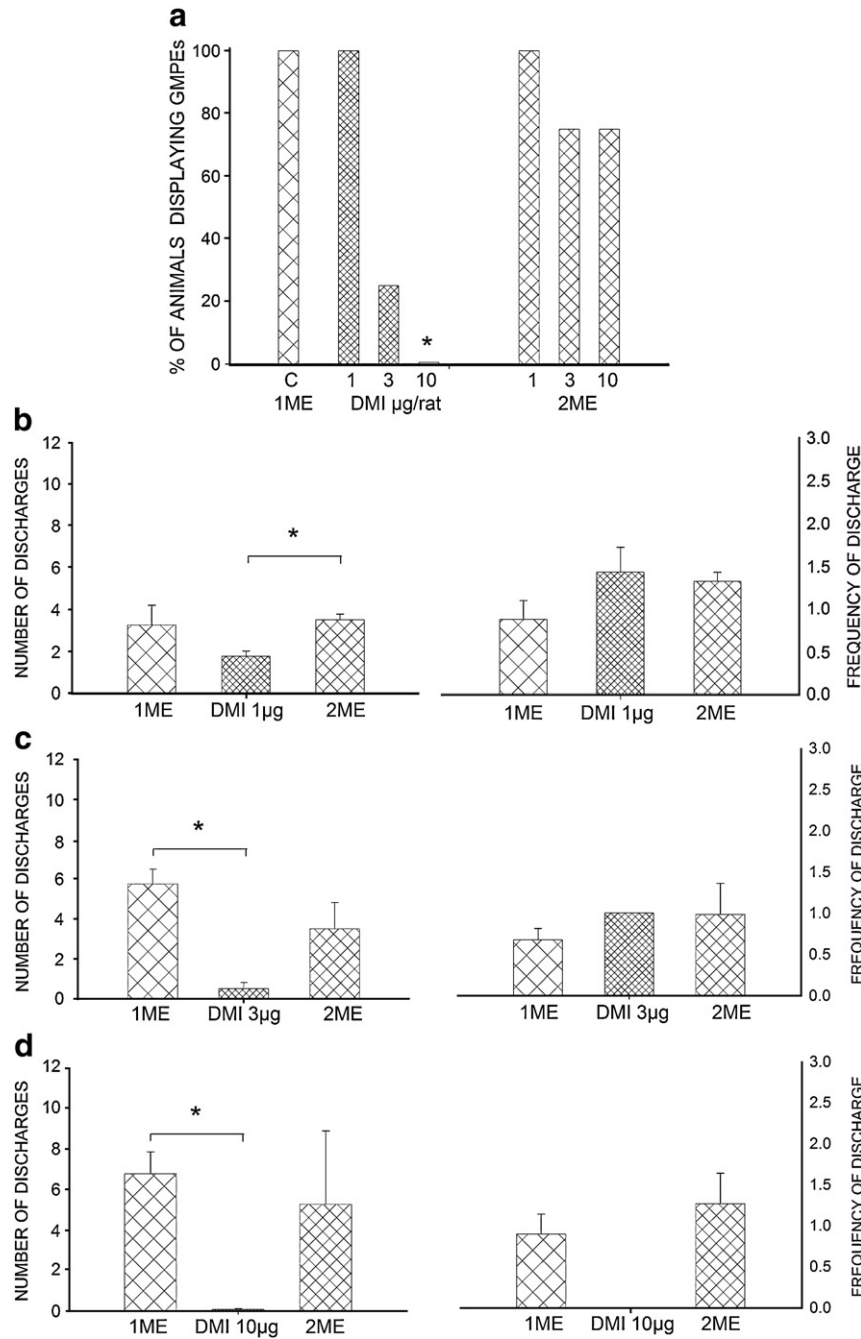 a
% OF ANIMALS DISPLAYING GMPEs
100
80
60
40
20
0
*
C 1 3 10 1 3 10
1ME DMI µg/rat 2ME
b
NUMBER OF DISCHARGES
12
10
8
6
4
2
0
*
1ME DMI 1µg 2ME
1ME DMI 1µg 2ME
3.0
2.5
2.0
1.5
1.0
0.5
0.0
FREQUENCY OF DISCHARGE
c
NUMBER OF DISCHARGES
12
10
8
6
4
2
0
*
1ME DMI 3µg 2ME
1ME DMI 3µg 2ME
3.0
2.5
2.0
1.5
1.0
0.5
0.0
FREQUENCY OF DISCHARGE
d
NUMBER OF DISCHARGES
12
10
8
6
4
2
0
*
1ME DMI 10µg 2ME
1ME DMI 10µg 2ME
3.0
2.5
2.0
1.5
1.0
0.5
0.0
FREQUENCY OF DISCHARGE